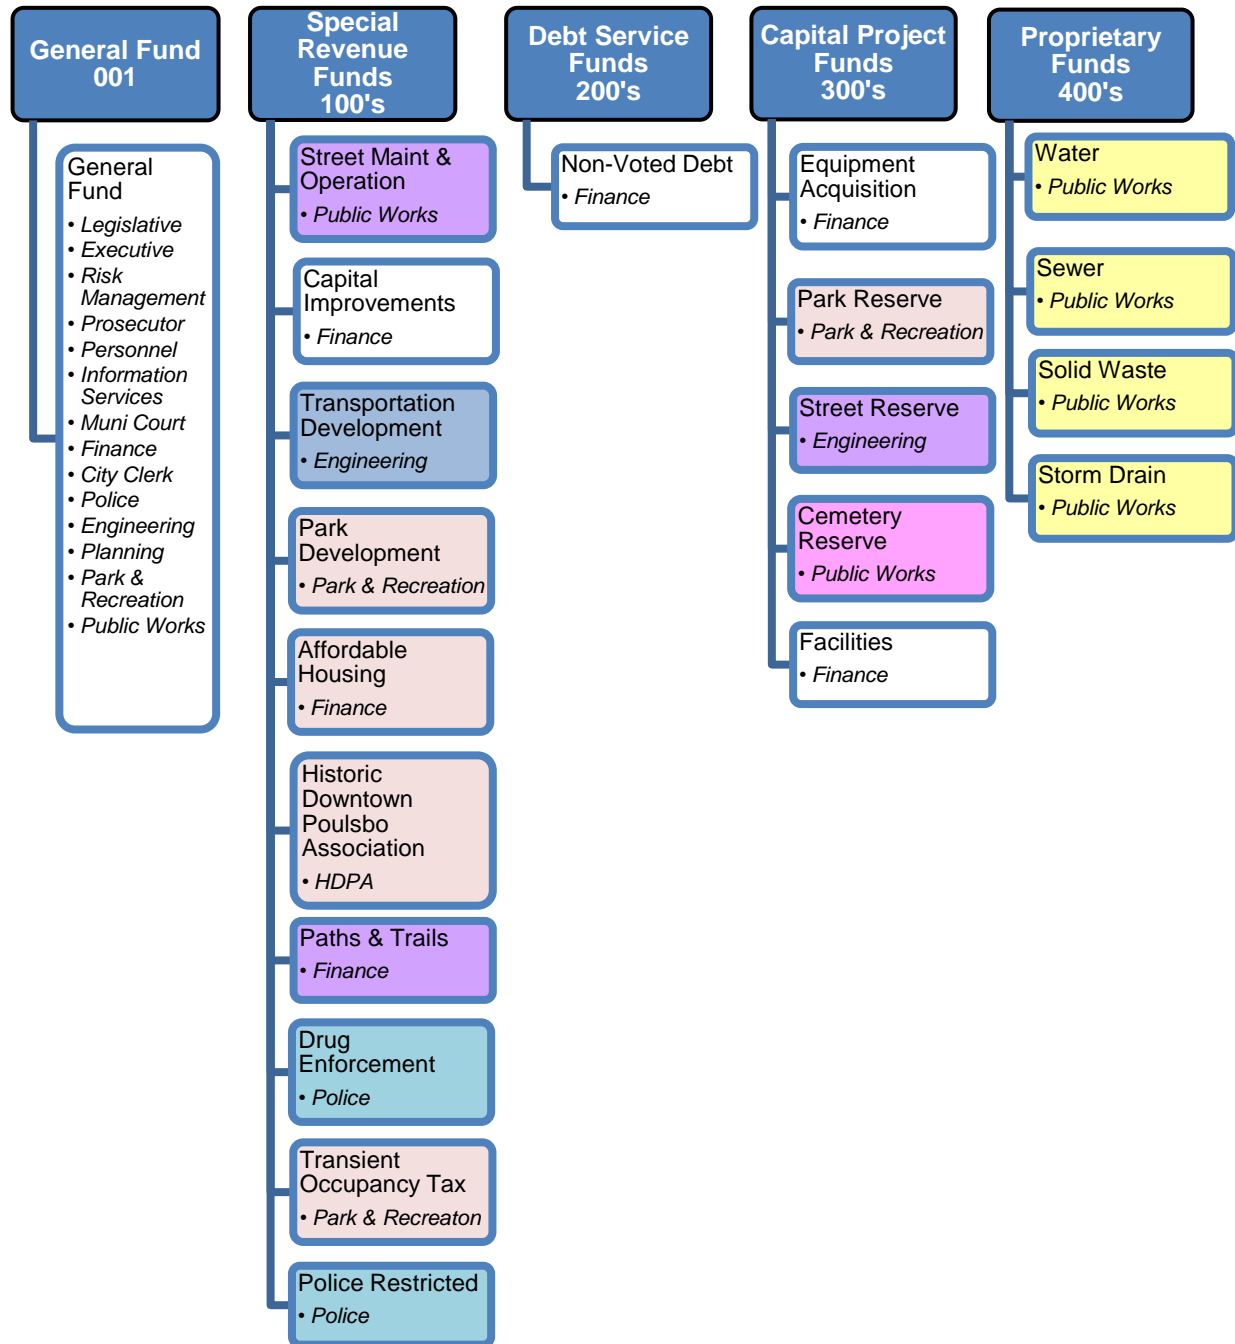 General Fund
001
General
Fund
• Legislative
• Executive
• Risk
Management
• Prosecutor
• Personnel
• Information
Services
• Muni Court
• Finance
• City Clerk
• Police
• Engineering
• Planning
• Park &
Recreation
• Public Works
Special
Revenue
Funds
100's
Street Maint &
Operation
• Public Works
Capital
Improvements
• Finance
Transportation
Development
• Engineering
Park
Development
• Park & Recreation
Affordable
Housing
• Finance
Historic
Downtown
Poulsbo
Association
• HDPA
Paths & Trails
• Finance
Drug
Enforcement
• Police
Transient
Occupancy Tax
• Park & Recreaton
Police Restricted
• Police
Debt Service
Funds
200's
Non-Voted Debt
• Finance
Capital Project
Funds
300's
Equipment
Acquisition
• Finance
Park Reserve
• Park & Recreation
Street Reserve
• Engineering
Cemetery
Reserve
• Public Works
Facilities
• Finance
Proprietary
Funds
400's
Water
• Public Works
Sewer
• Public Works
Solid Waste
• Public Works
Storm Drain
• Public Works